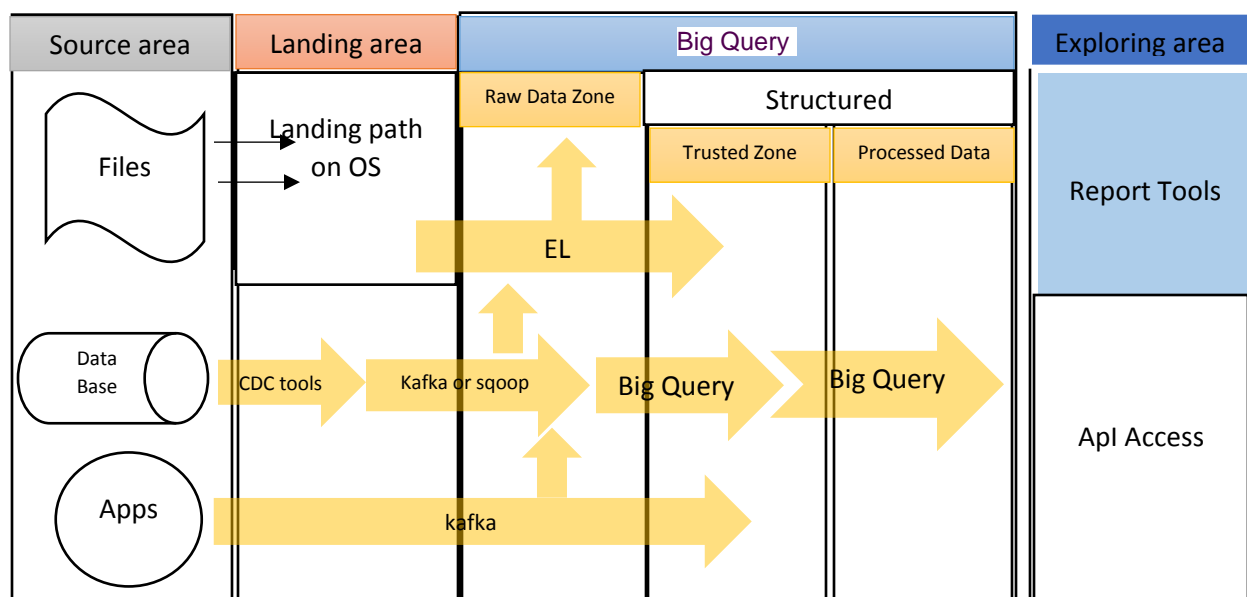 Source area
Landing area
Big Query
Exploring area
Raw Data Zone
Structured
Trusted Zone
Processed Data
Files
Landing path
on OS
Report Tools
EL
Data
Base
CDC tools
Kafka or sqoop
Big Query
Big Query
ApI Access
Apps
kafka